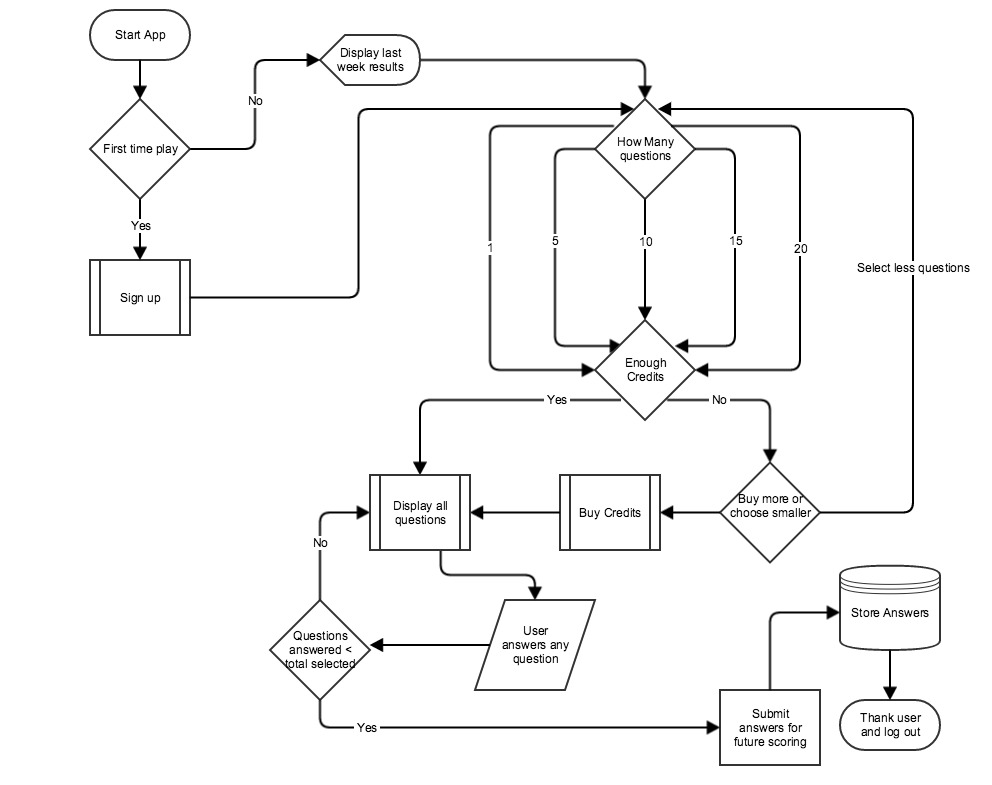 Start App
Display last
week results
No
First time play
How Many
questions
Yes
1
5
10
15
20
Select less questions
Sign up
Enough
Credits
Yes
No
Display all
questions
Buy Credits
Buy more or
choose smaller
No
Questions
answered <
total selected
User
answers any
question
Store Answers
Yes
Submit
answers for
future scoring
Thank user
and log out